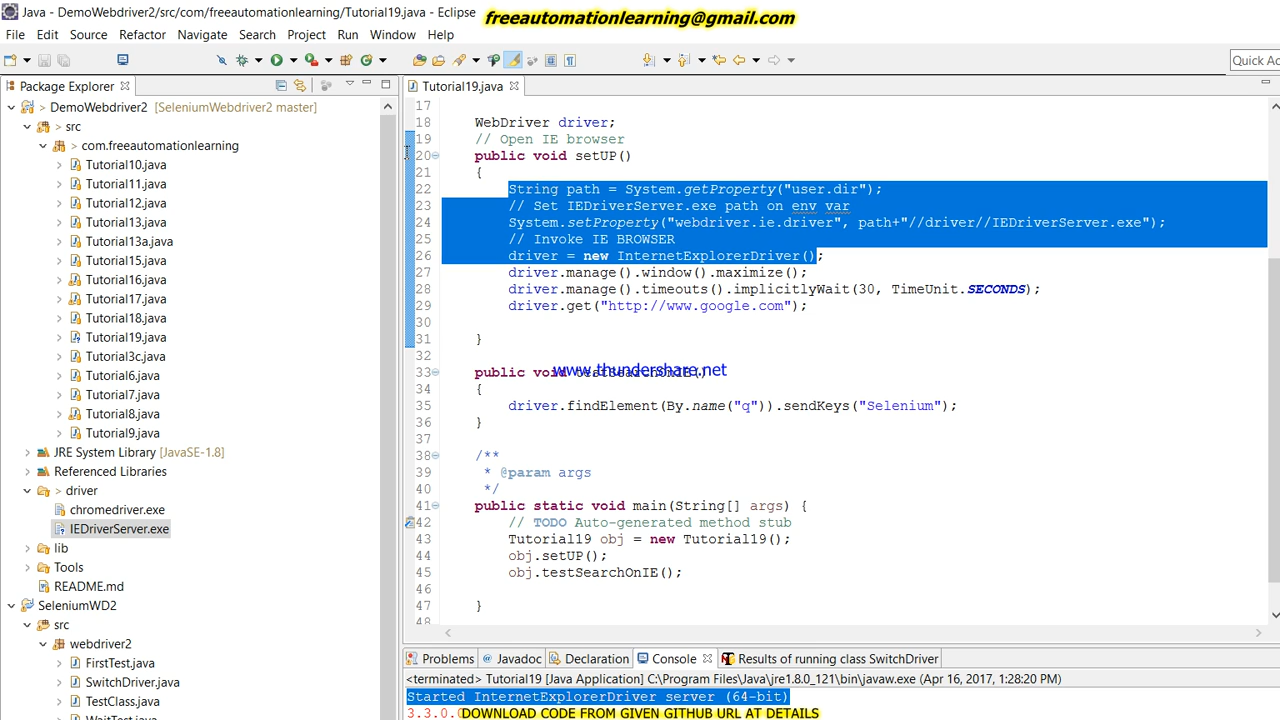 Java - DemoWebdriver2/src/com/freeautomationlearning/Tutorial19.java - Eclipse
freeautomationlearning@gmail.com
File Edit Source Refactor Navigate Search Project Run Window Help
Quick Ac
Package Explorer
Tutorial19.java
DemoWebdriver2 [SeleniumWebdriver2 master]
src
com.freeautomationlearning
Tutorial10.java
Tutorial11.java
Tutorial12.java
Tutorial13.java
Tutorial13a.java
Tutorial15.java
Tutorial16.java
Tutorial17.java
Tutorial18.java
Tutorial19.java
Tutorial3c.java
Tutorial6.java
Tutorial7.java
Tutorial8.java
Tutorial9.java
JRE System Library [JavaSE-1.8]
Referenced Libraries
driver
chromedriver.exe
IEDriverServer.exe
lib
Tools
README.md
SeleniumWD2
src
webdriver2
FirstTest.java
SwitchDriver.java
TestClass.java
WaitTest.java
17
18 WebDriver driver;
19 // Open IE browser
20 public void setUP()
21 {
22 String path = System.getProperty("user.dir");
23 // Set IEDriverServer.exe path on env var
24 System.setProperty("webdriver.ie.driver", path+"//driver//IEDriverServer.exe");
25 // Invoke IE BROWSER
26 driver = new InternetExplorerDriver();
27 driver.manage().window().maximize();
28 driver.manage().timeouts().implicitlyWait(30, TimeUnit.SECONDS);
29 driver.get("http://www.google.com");
30
31 }
32
33 public void testSearchOnIE()
www.thundershare.net
34 {
35 driver.findElement(By.name("q")).sendKeys("Selenium");
36 }
37
38 /**
39 * @param args
40 */
41 public static void main(String[] args) {
42 // TODO Auto-generated method stub
43 Tutorial19 obj = new Tutorial19();
44 obj.setUP();
45 obj.testSearchOnIE();
46
47 }
48
Problems Javadoc Declaration Console Results of running class SwitchDriver
<terminated> Tutorial19 [Java Application] C:\Program Files\Java\jre1.8.0_121\bin\javaw.exe (Apr 16, 2017, 1:28:20 PM)
Started InternetExplorerDriver server (64-bit)
3.3.0.
DOWNLOAD CODE FROM GIVEN GITHUB URL AT DETAILS